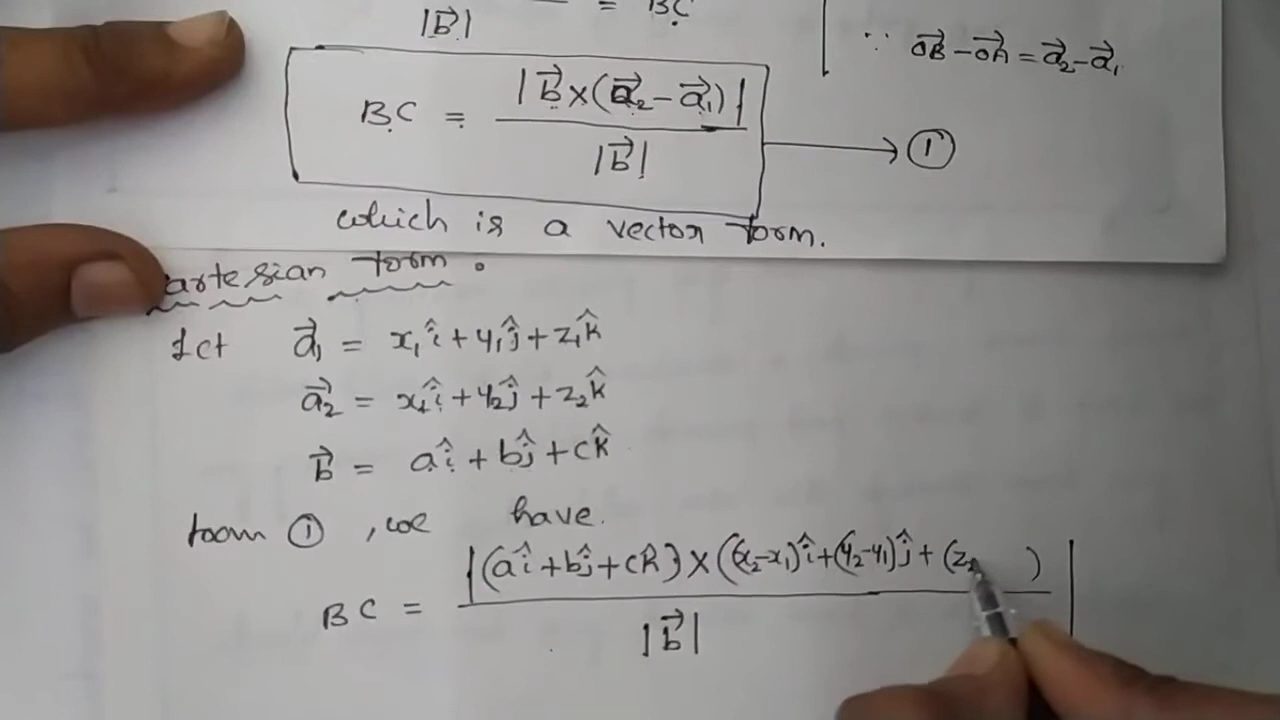 |b⃗| = BC
∵ OB⃗ − OA⃗ = a⃗₂ − a⃗₁
BC = |b⃗ × (a⃗₂ − a⃗₁)| / |b⃗| → ①
which is a vector form.
artesian form.
Let a⃗₁ = x₁î + y₁ĵ + z₁k̂
a⃗₂ = x₂î + y₂ĵ + z₂k̂
b⃗ = aî + bĵ + ck̂
from ①, we have.
BC = |(aî + bĵ + ck̂) × ((x₂−x₁)î + (y₂−y₁)ĵ + (z₂ )| / |b⃗|